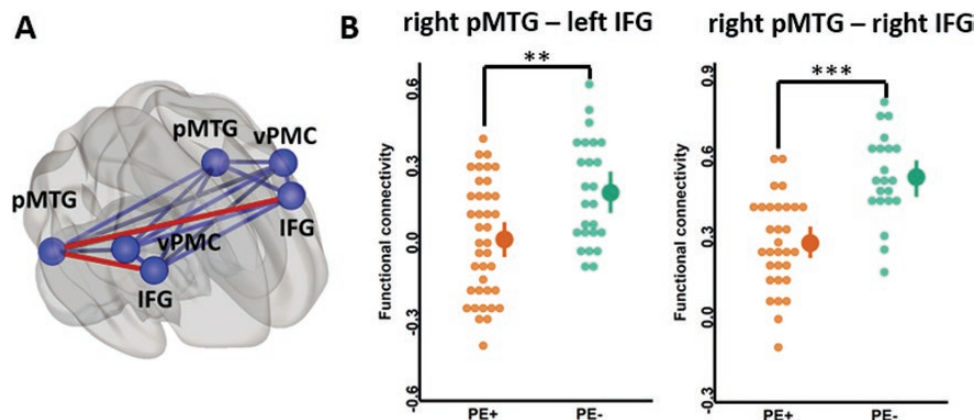 A
pMTG
vPMC
pMTG
IFG
vPMC
IFG
B
right pMTG – left IFG
**
Functional connectivity
0.6
0.3
0.0
-0.3
-0.6
PE+
PE-
right pMTG – right IFG
***
Functional connectivity
0.9
0.6
0.3
0.0
-0.3
PE+
PE-